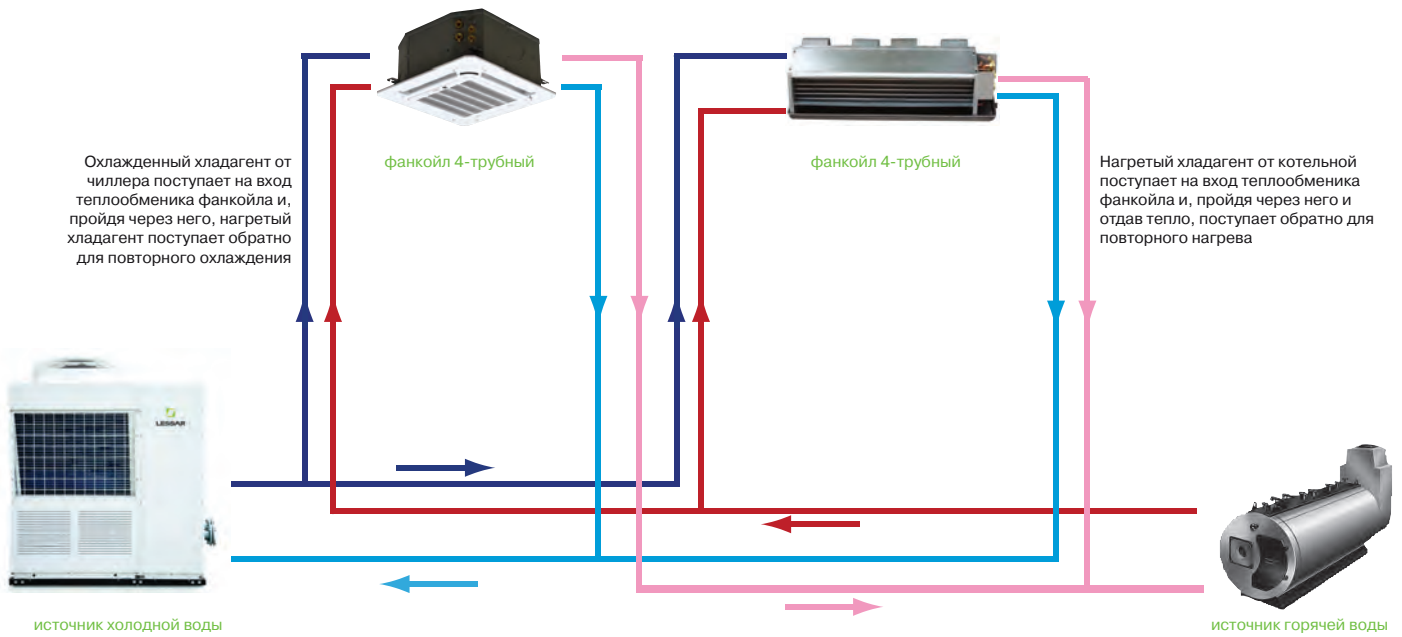 фанкойл 4-трубный
фанкойл 4-трубный
Охлажденный хладагент от
чиллера поступает на вход
теплообменика фанкойла и,
пройдя через него, нагретый
хладагент поступает обратно
для повторного охлаждения
Нагретый хладагент от котельной
поступает на вход теплообменика
фанкойла и, пройдя через него и
отдав тепло, поступает обратно для
повторного нагрева
LESSAR
источник холодной воды
источник горячей воды